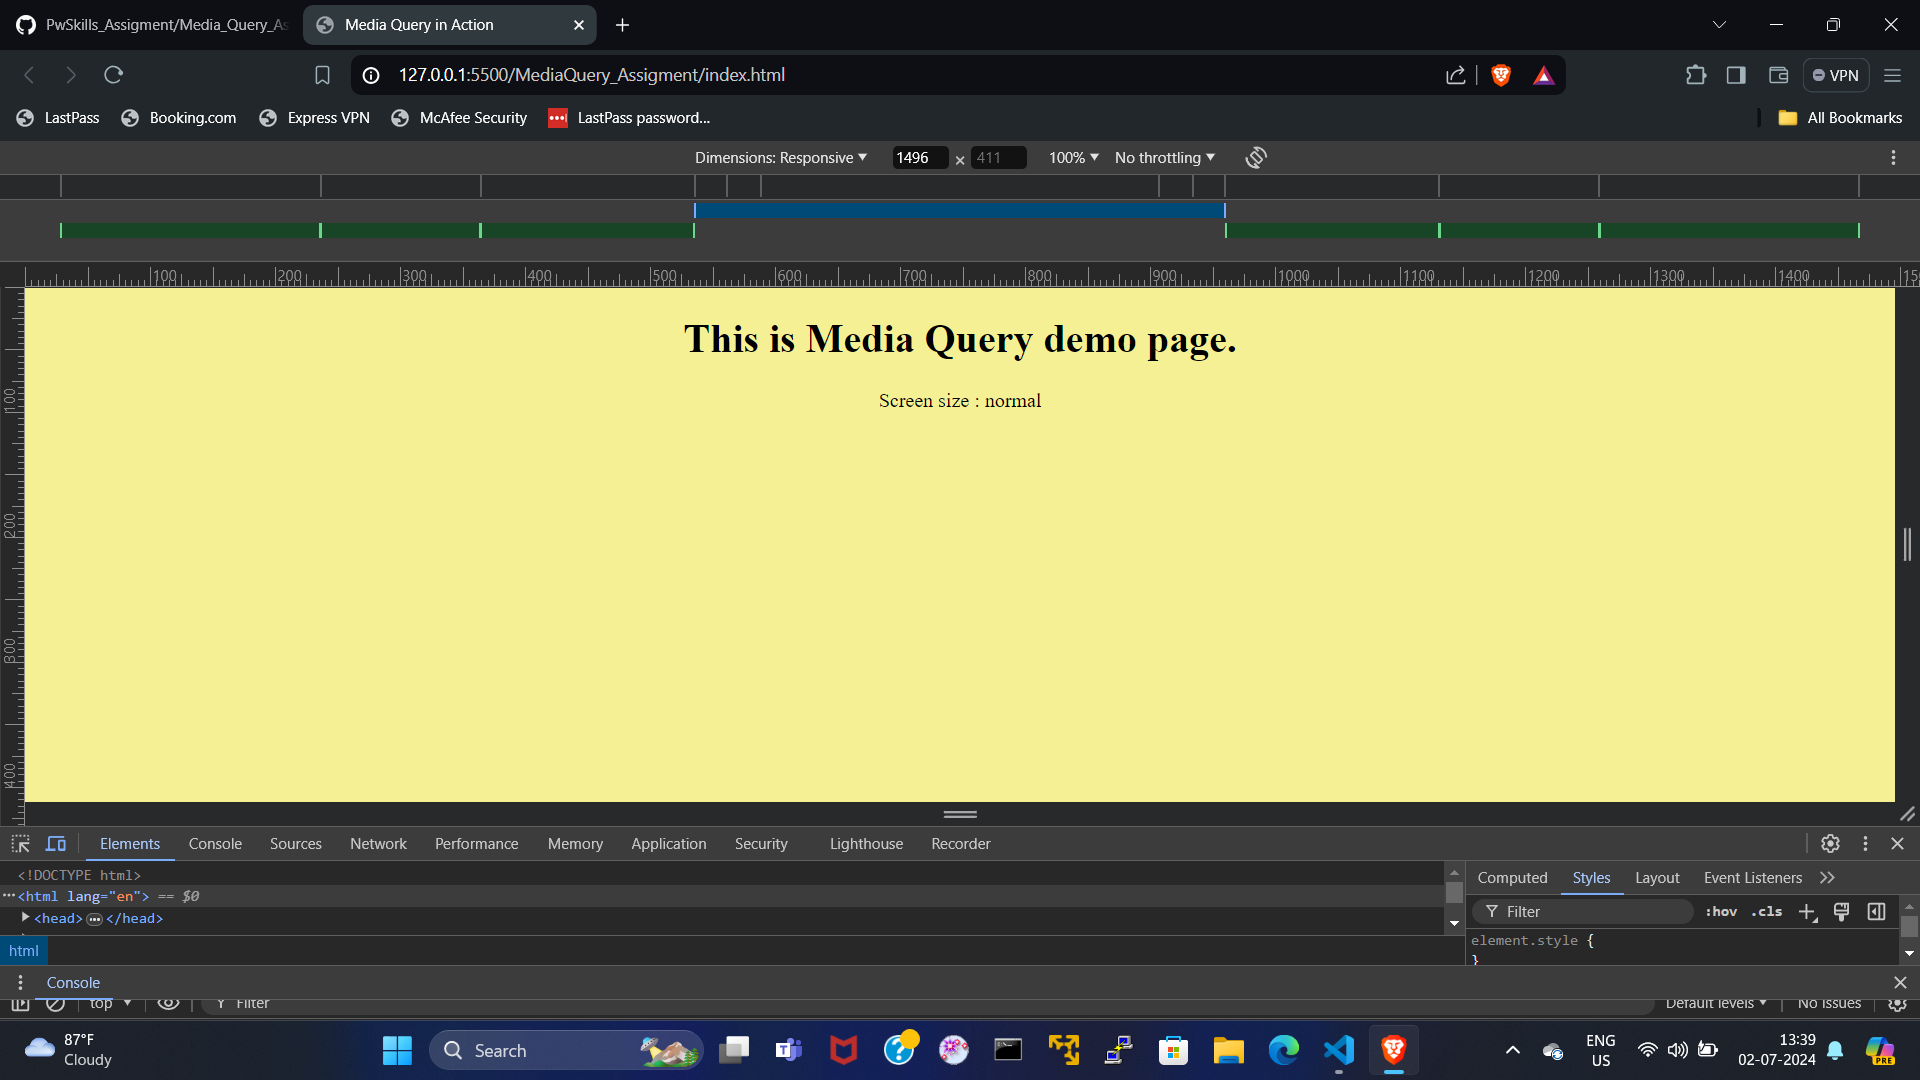 PwSkills_Assigment/Media_Query_As
Media Query in Action
127.0.0.1:5500/MediaQuery_Assigment/index.html
VPN
LastPass
Booking.com
Express VPN
McAfee Security
LastPass password...
All Bookmarks
Dimensions: Responsive
1496 × 411
100%
No throttling
100 200 300 400 500 600 700 800 900 1000 1100 1200 1300 1400 15
100
200
300
400
This is Media Query demo page.
Screen size : normal
Elements Console Sources Network Performance Memory Application Security Lighthouse Recorder
<!DOCTYPE html>
<html lang="en"> == $0
<head> ... </head>
html
Computed Styles Layout Event Listeners
Filter
:hov .cls
element.style {
}
Console
top
Filter
Default levels
No Issues
87°F
Cloudy
Search
PRE
ENG
US
13:39
02-07-2024